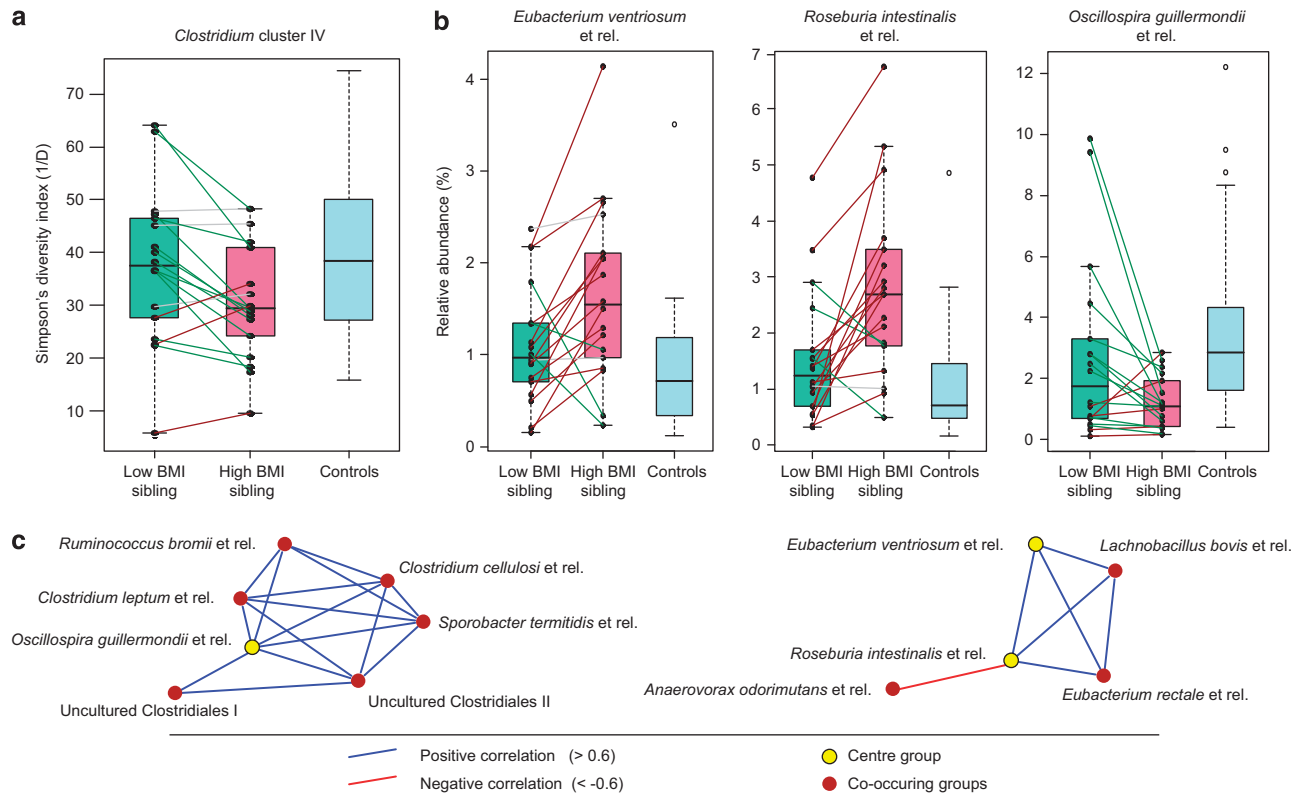 a
Clostridium cluster IV
Simpson's diversity index (1/D)
70
60
50
40
30
20
10
Low BMI
sibling
High BMI
sibling
Controls
b
Eubacterium ventriosum
et rel.
Relative abundance (%)
4
3
2
1
0
Low BMI
sibling
High BMI
sibling
Controls
Roseburia intestinalis
et rel.
7
6
5
4
3
2
1
0
Low BMI
sibling
High BMI
sibling
Controls
Oscillospira guillermondii
et rel.
12
10
8
6
4
2
0
Low BMI
sibling
High BMI
sibling
Controls
c
Ruminococcus bromii et rel.
Clostridium cellulosi et rel.
Clostridium leptum et rel.
Sporobacter termitidis et rel.
Oscillospira guillermondii et rel.
Uncultured Clostridiales I
Uncultured Clostridiales II
Eubacterium ventriosum et rel.
Lachnobacillus bovis et rel.
Roseburia intestinalis et rel.
Anaerovorax odorimutans et rel.
Eubacterium rectale et rel.
Positive correlation (> 0.6)
Negative correlation (< -0.6)
Centre group
Co-occuring groups